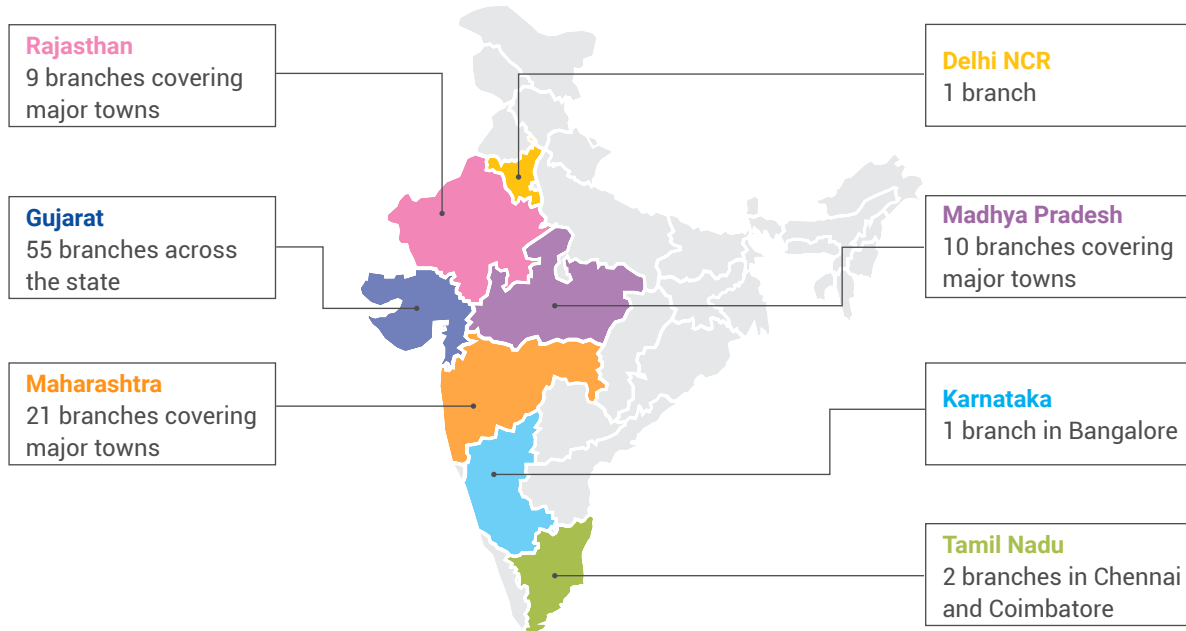 Rajasthan
9 branches covering
major towns
Gujarat
55 branches across
the state
Maharashtra
21 branches covering
major towns
Delhi NCR
1 branch
Madhya Pradesh
10 branches covering
major towns
Karnataka
1 branch in Bangalore
Tamil Nadu
2 branches in Chennai
and Coimbatore